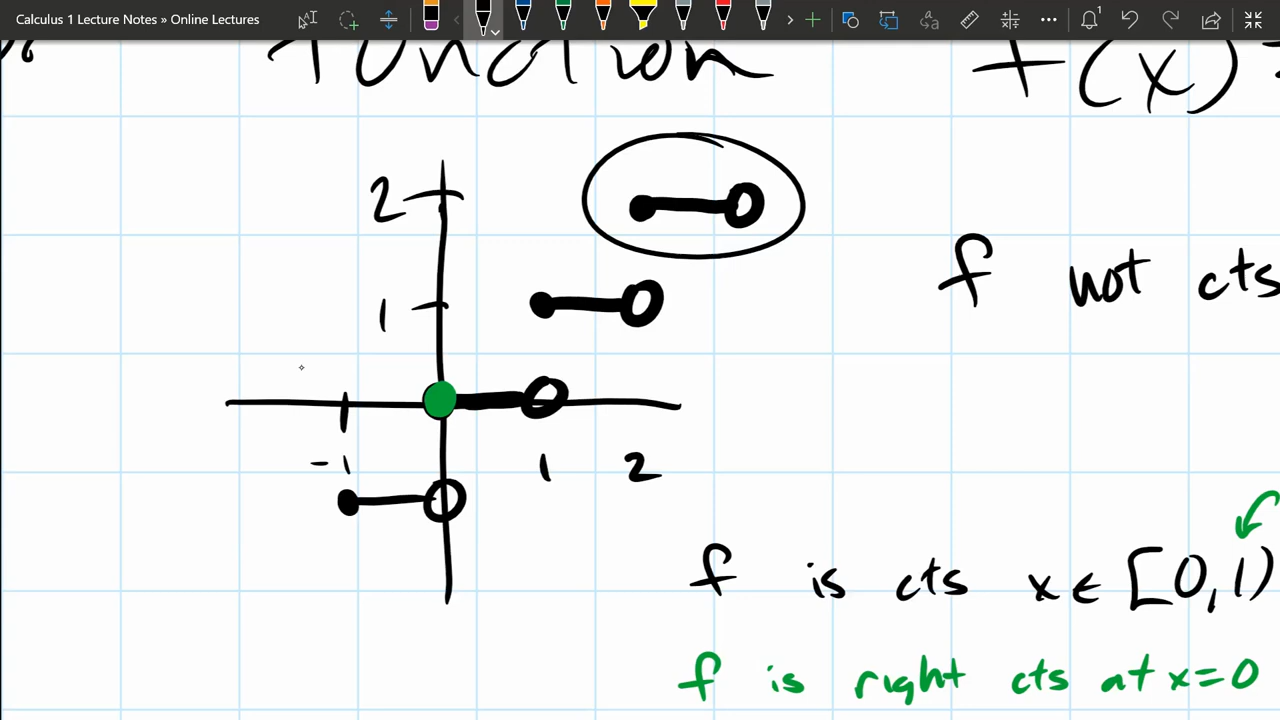 Calculus 1 Lecture Notes » Online Lectures
function f(x)
2
1
f not cts
-1 1 2
f is cts x ∈ [0,1)
f is right cts at x=0